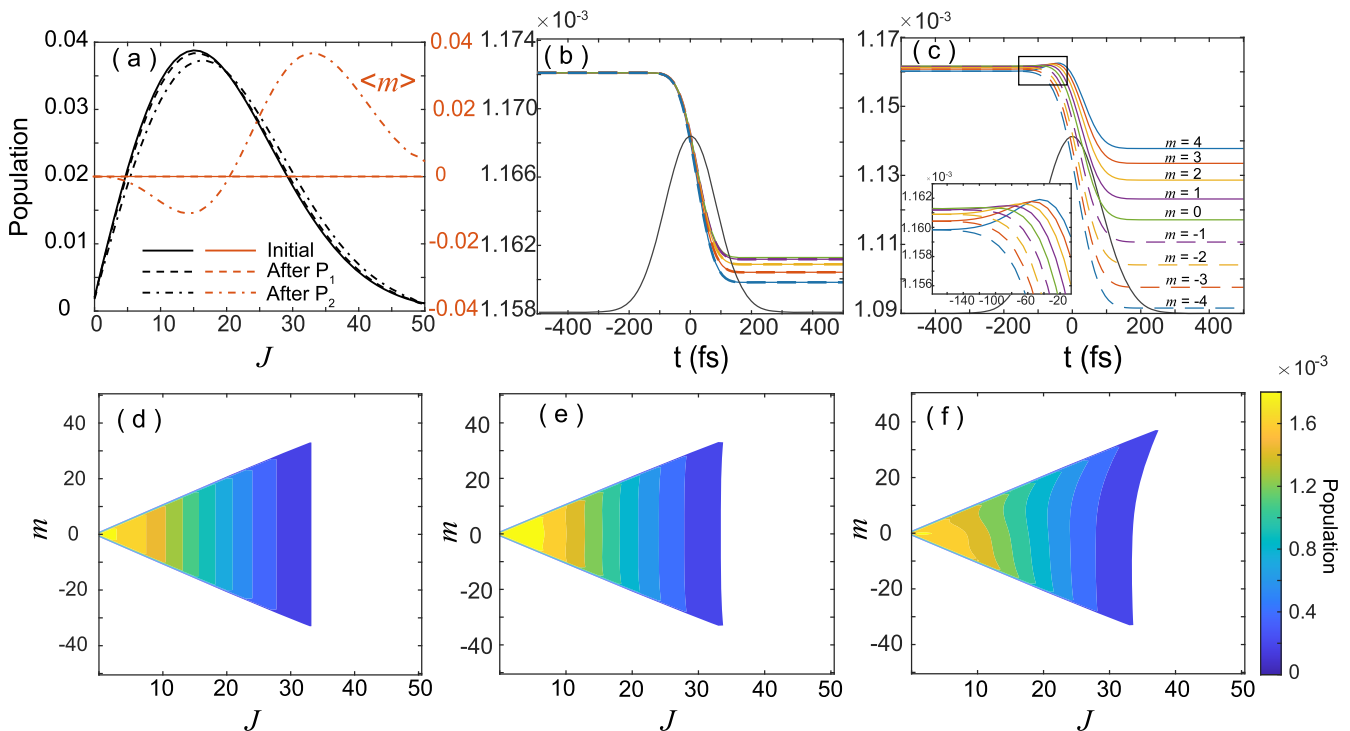 ( a )
0.04
0.03
0.02
0.01
0
Population
0 10 20 30 40 50
J
0.04
0.02
0
-0.02
-0.04
<m>
Initial
After P1
After P2
× 10-3
( b )
1.174
1.170
1.166
1.162
1.158
-400 -200 0 200 400
t (fs)
× 10-3
( c )
1.17
1.15
1.13
1.11
1.09
-400 -200 0 200 400
t (fs)
m = 4
m = 3
m = 2
m = 1
m = 0
m = -1
m = -2
m = -3
m = -4
× 10-3
1.162
1.160
1.158
1.156
-140 -100 -60 -20
( d )
40
20
0
-20
-40
m
0 10 20 30 40 50
J
( e )
40
20
0
-20
-40
m
0 10 20 30 40 50
J
( f )
40
20
0
-20
-40
m
0 10 20 30 40 50
J
× 10-3
1.6
1.2
0.8
0.4
0
Population